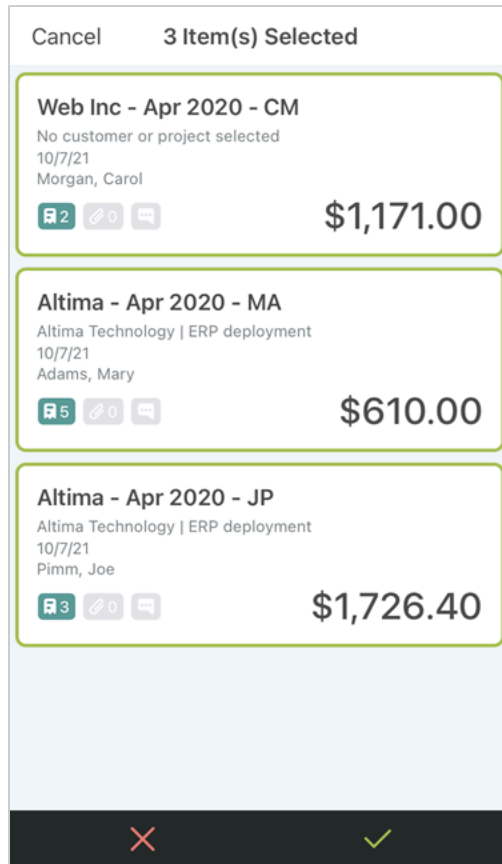 Cancel 3 Item(s) Selected
Web Inc - Apr 2020 - CM
No customer or project selected
10/7/21
Morgan, Carol
2 0 $1,171.00
Altima - Apr 2020 - MA
Altima Technology | ERP deployment
10/7/21
Adams, Mary
5 0 $610.00
Altima - Apr 2020 - JP
Altima Technology | ERP deployment
10/7/21
Pimm, Joe
3 0 $1,726.40